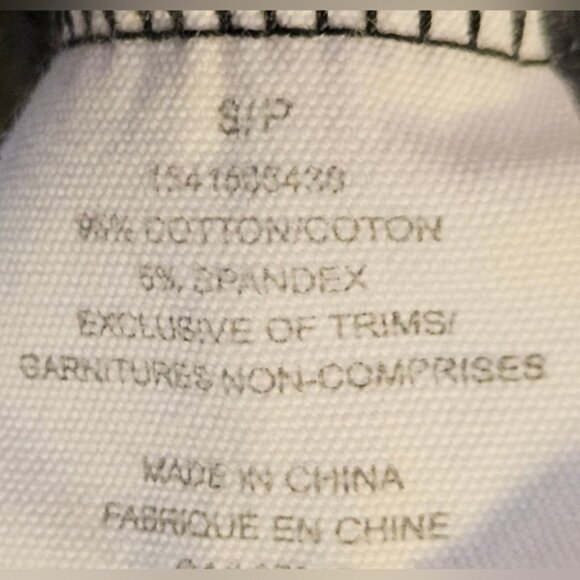 S/P
95% COTTON/COTON
5% SPANDEX
EXCLUSIVE OF TRIMS/
GARNITURES NON-COMPRISES
MADE IN CHINA
FABRIQUE EN CHINE